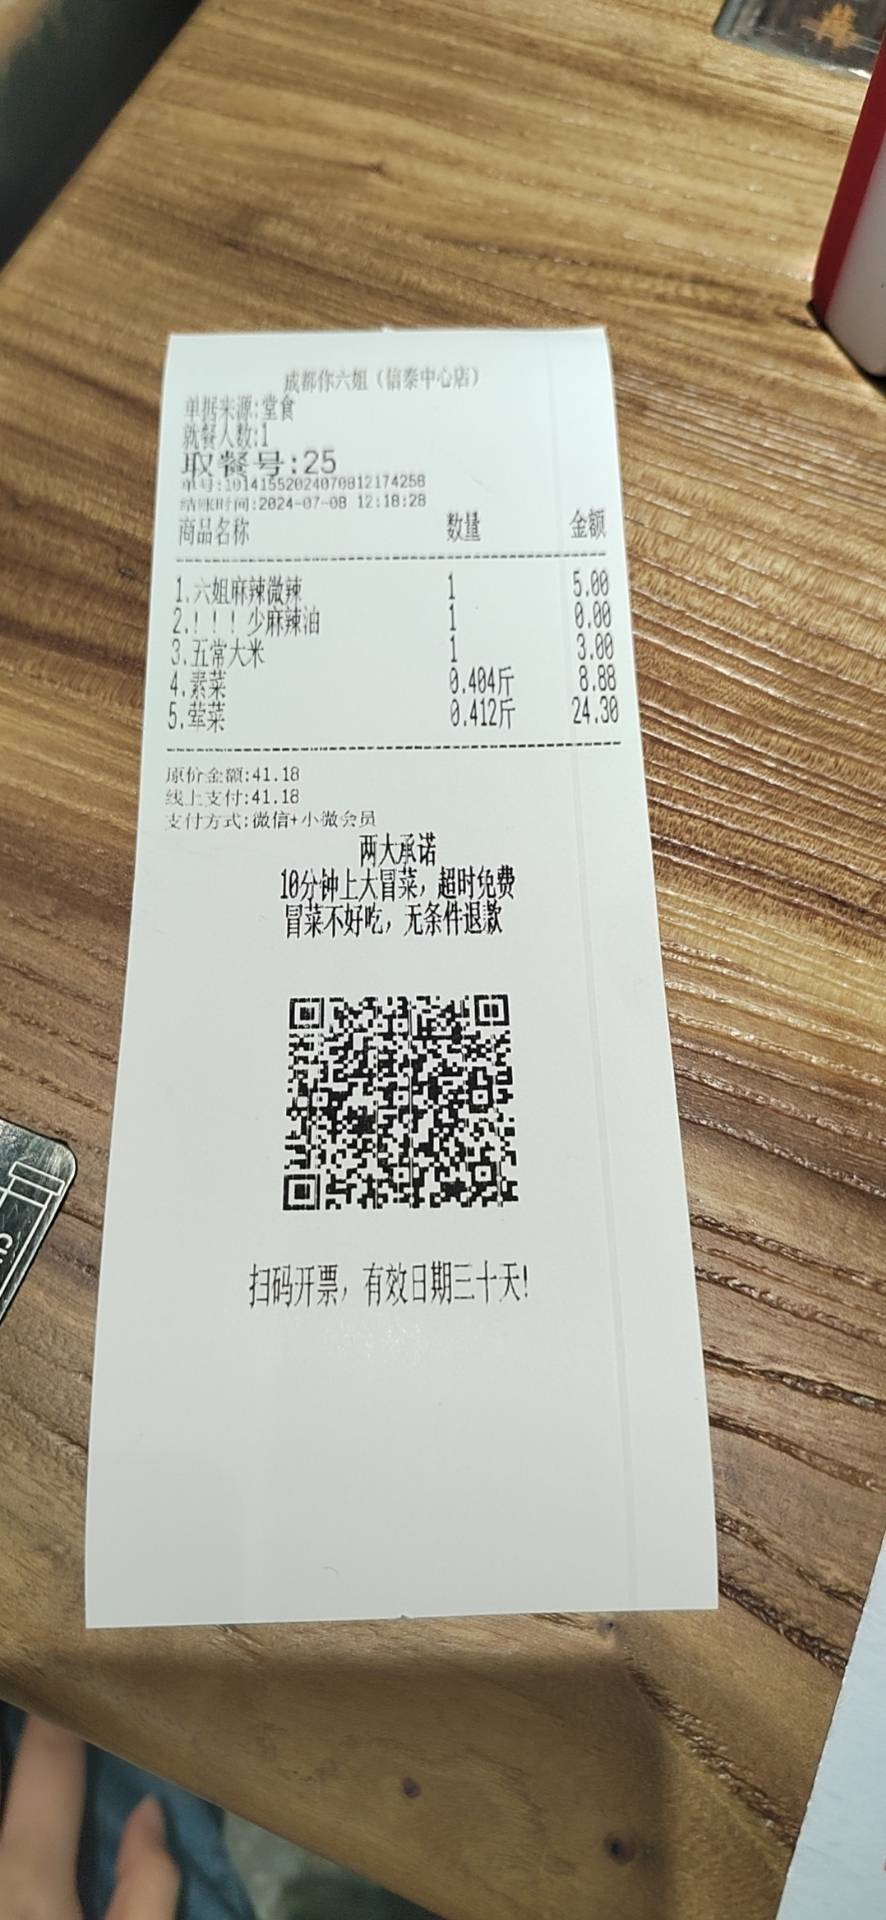 成都你六姐（信泰中心店）
单据来源:堂食
就餐人数:1
取餐号:25
单号:10141552024070812174258
结账时间:2024-07-08 12:18:28
商品名称 数量 金额
1.六姐麻辣微辣 1 5.00
2.！！！少麻辣油 1 0.00
3.五常大米 1 3.00
4.素菜 0.404斤 8.88
5.荤菜 0.412斤 24.30
原价金额:41.18
线上支付:41.18
支付方式:微信+小微会员
两大承诺
10分钟上大冒菜，超时免费
冒菜不好吃，无条件退款
扫码开票，有效日期三十天!